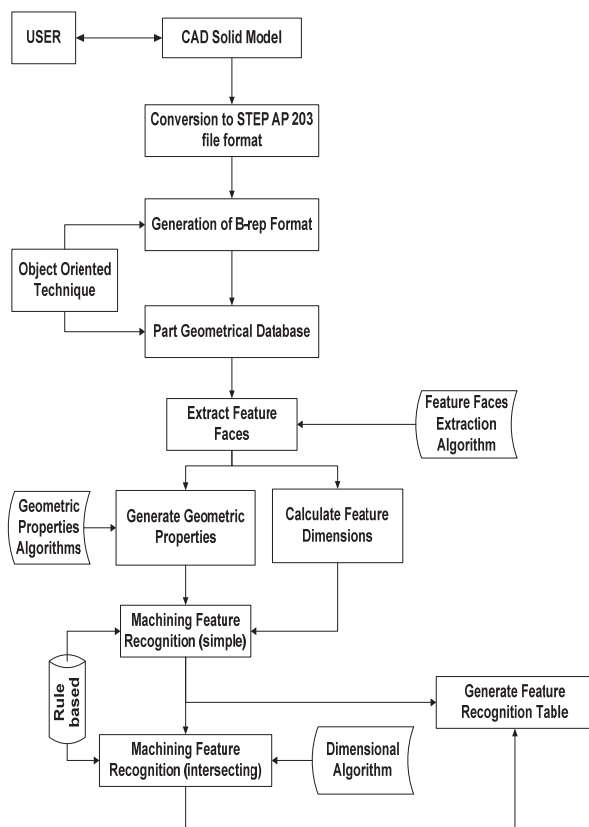 USER
CAD Solid Model
Conversion to STEP AP 203
file format
Generation of B-rep Format
Object Oriented
Technique
Part Geometrical Database
Extract Feature
Faces
Feature Faces
Extraction
Algorithm
Geometric
Properties
Algorithms
Generate Geometric
Properties
Calculate Feature
Dimensions
Machining Feature
Recognition (simple)
Rule
based
Generate Feature
Recognition Table
Machining Feature
Recognition (intersecting)
Dimensional
Algorithm